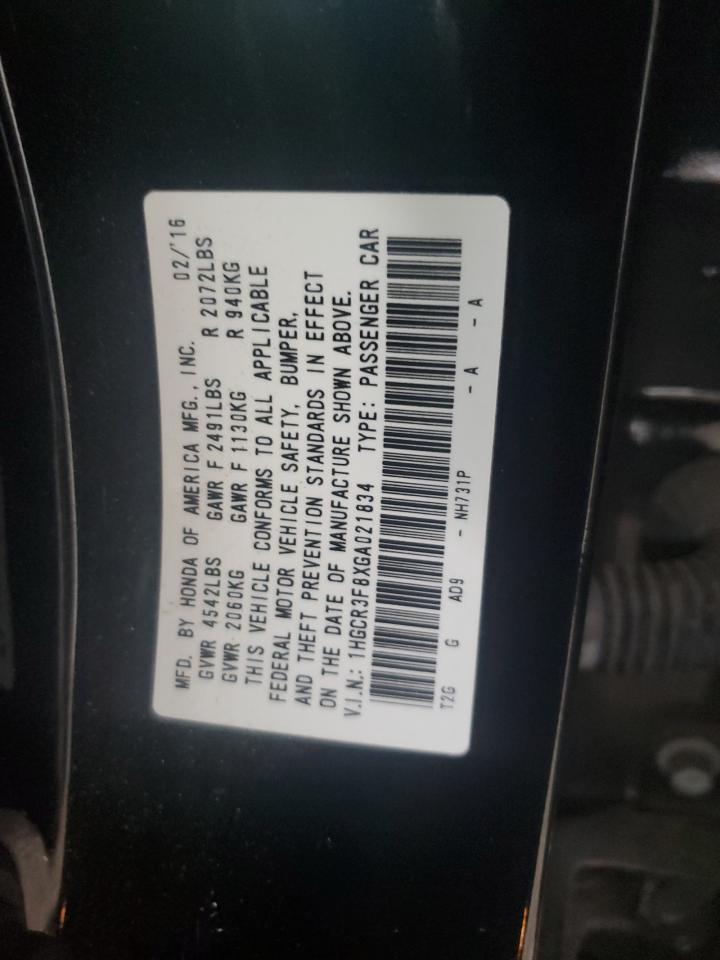 MFD. BY HONDA OF AMERICA MFG., INC. 02/'16
GVWR 4542LBS GAWR F 2491LBS R 2072LBS
GVWR 2060KG GAWR F 1130KG R 940KG
THIS VEHICLE CONFORMS TO ALL APPLICABLE
FEDERAL MOTOR VEHICLE SAFETY, BUMPER,
AND THEFT PREVENTION STANDARDS IN EFFECT
ON THE DATE OF MANUFACTURE SHOWN ABOVE.
V.I.N.: 1HGCR3F8XGA021834 TYPE: PASSENGER CAR
T2G G AD9 - NH731P - A - A